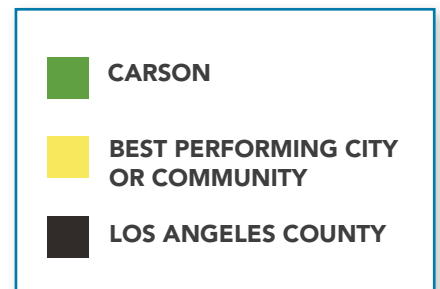 CARSON
BEST PERFORMING CITY
OR COMMUNITY
LOS ANGELES COUNTY